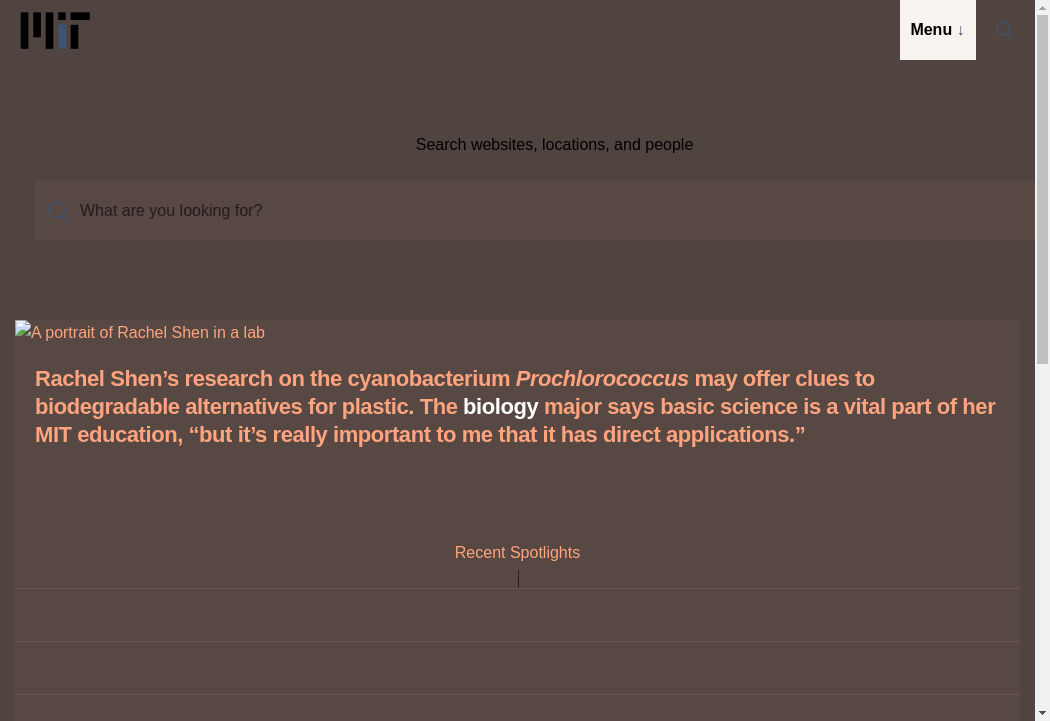 MIT
Menu ↓
Search websites, locations, and people
What are you looking for?
A portrait of Rachel Shen in a lab
Rachel Shen’s research on the cyanobacterium Prochlorococcus may offer clues to
biodegradable alternatives for plastic. The biology major says basic science is a vital part of her
MIT education, “but it’s really important to me that it has direct applications.”
Recent Spotlights